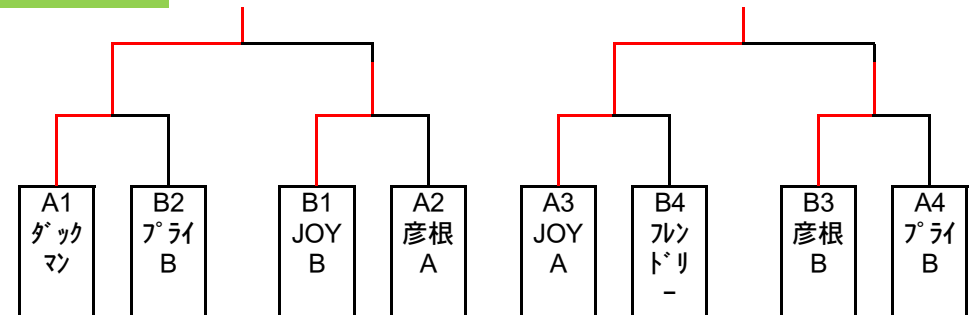 A1
ﾀﾞｯｸ
ﾏﾝ
B2
ﾌﾟﾗｲ
B
B1
JOY
B
A2
彦根
A
A3
JOY
A
B4
ﾌﾚﾝ
ﾄﾞﾘ
ｰ
B3
彦根
B
A4
ﾌﾟﾗｲ
B